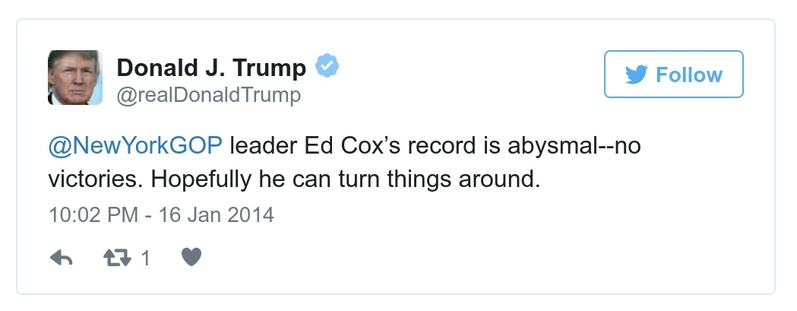 Donald J. Trump
@realDonaldTrump
Follow
@NewYorkGOP leader Ed Cox’s record is abysmal--no
victories. Hopefully he can turn things around.
10:02 PM - 16 Jan 2014
1